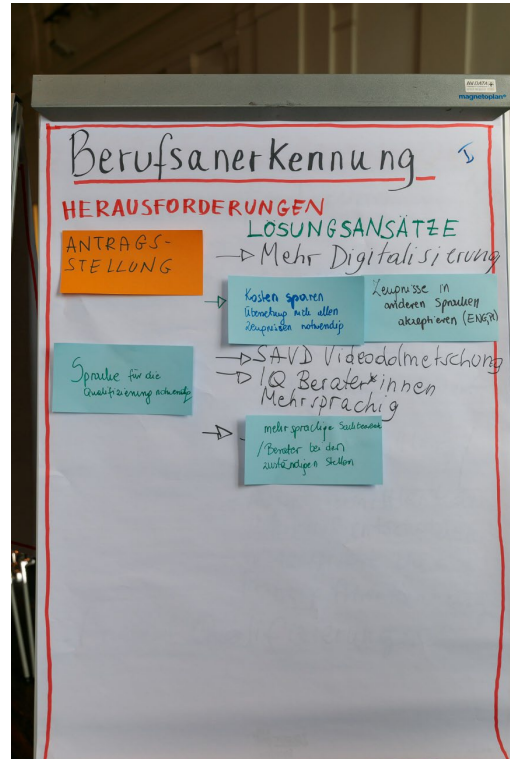 magnetoplan
Berufsanerkennung
I
HERAUSFORDERUNGEN
LÖSUNGSANSÄTZE
ANTRAGS-
STELLUNG
→ Mehr Digitalisierung
→ Kosten sparen
Übersetzung nicht allen
Zeugnissen notwendig
Zeugnisse in
anderen Sprachen
akzeptieren (ENG,
Sprache für die
Qualifizierung notwendig
→ SAVD Videodolmetschung
→ IQ Berater*innen
Mehrsprachig
→ mehrsprachige
/Berater bei den
zuständigen Stellen